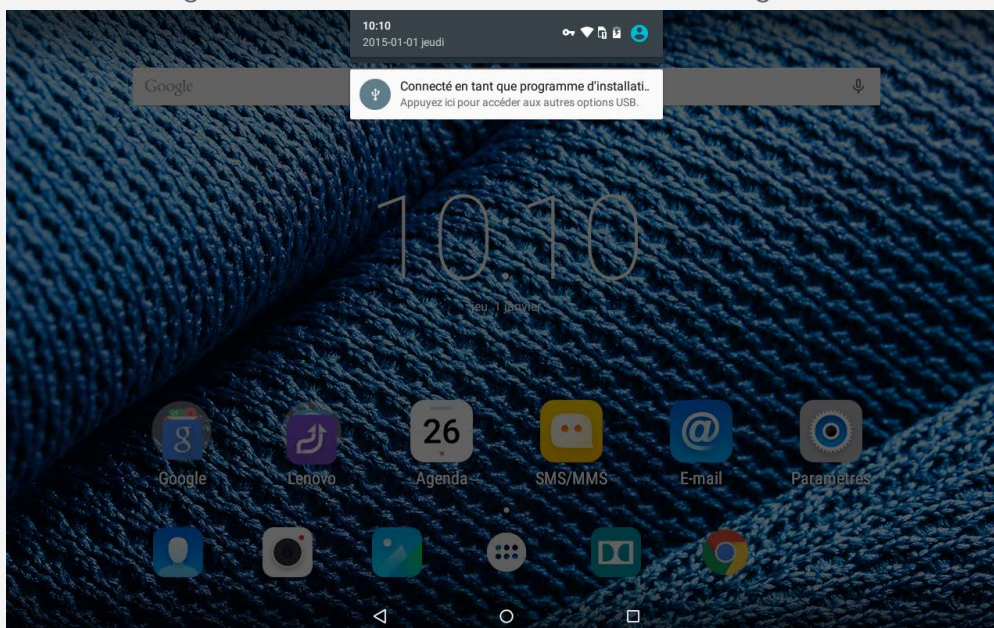 10:10
2015-01-01 jeudi
Connecté en tant que programme d'installati..
Appuyez ici pour accéder aux autres options USB.
Google
10:10
jeu. 1 janvier
26
Google
Lenovo
Agenda
SMS/MMS
E-mail
Paramètres